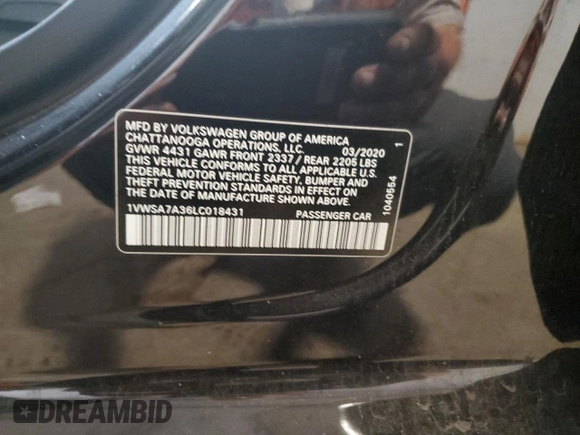 MFD BY VOLKSWAGEN GROUP OF AMERICA
CHATTANOOGA OPERATIONS, LLC. 03/2020
GVWR 4431 GAWR FRONT 2337 / REAR 2205 LBS
THIS VEHICLE CONFORMS TO ALL APPLICABLE U.S.
FEDERAL MOTOR VEHICLE SAFETY, BUMPER AND
THEFT PREVENTION STANDARDS IN EFFECT ON
THE DATE OF MANUFACTURE SHOWN ABOVE.
1VWSA7A36LC018431 PASSENGER CAR
1040554 1
DREAMBID